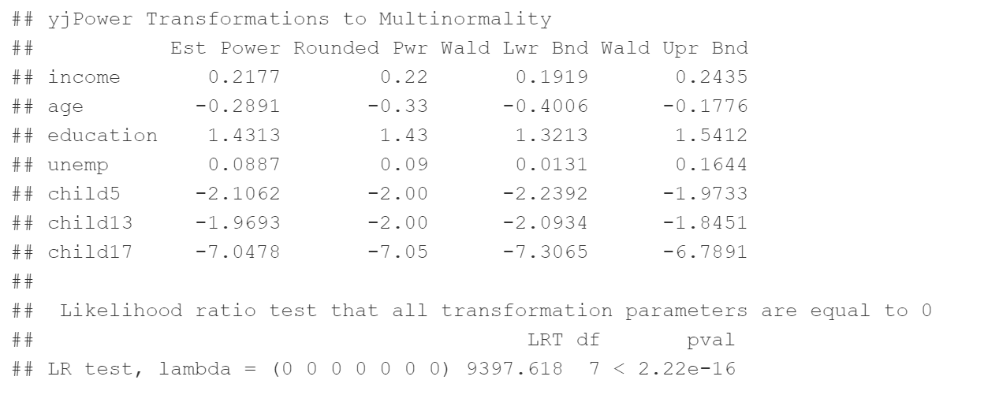 ## yjPower Transformations to Multinormality
##           Est Power Rounded Pwr Wald Lwr Bnd Wald Upr Bnd
## income       0.2177        0.22       0.1919       0.2435
## age         -0.2891       -0.33      -0.4006      -0.1776
## education    1.4313        1.43       1.3213       1.5412
## unemp        0.0887        0.09       0.0131       0.1644
## child5      -2.1062       -2.00      -2.2392      -1.9733
## child13     -1.9693       -2.00      -2.0934      -1.8451
## child17     -7.0478       -7.05      -7.3065      -6.7891
##
##  Likelihood ratio test that all transformation parameters are equal to 0
##                                        LRT df       pval
## LR test, lambda = (0 0 0 0 0 0 0) 9397.618  7 < 2.22e-16